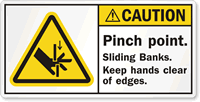 CAUTION
Pinch point.
Sliding Banks.
Keep hands clear
of edges.